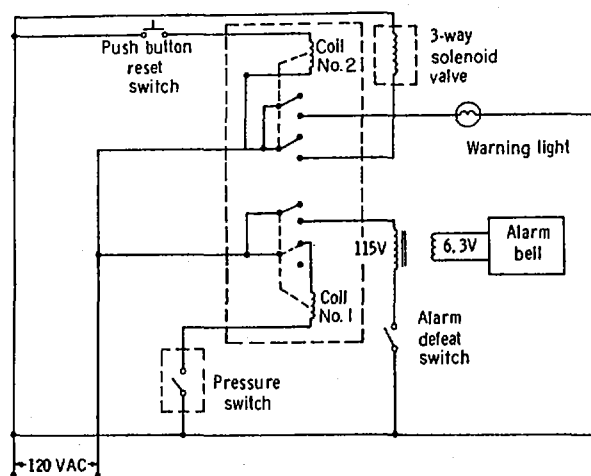 Push button
reset
switch
Coil
No. 2
3-way
solenoid
valve
Warning light
115V
6.3V
Alarm
bell
Coil
No. 1
Alarm
defeat
switch
Pressure
switch
120 VAC